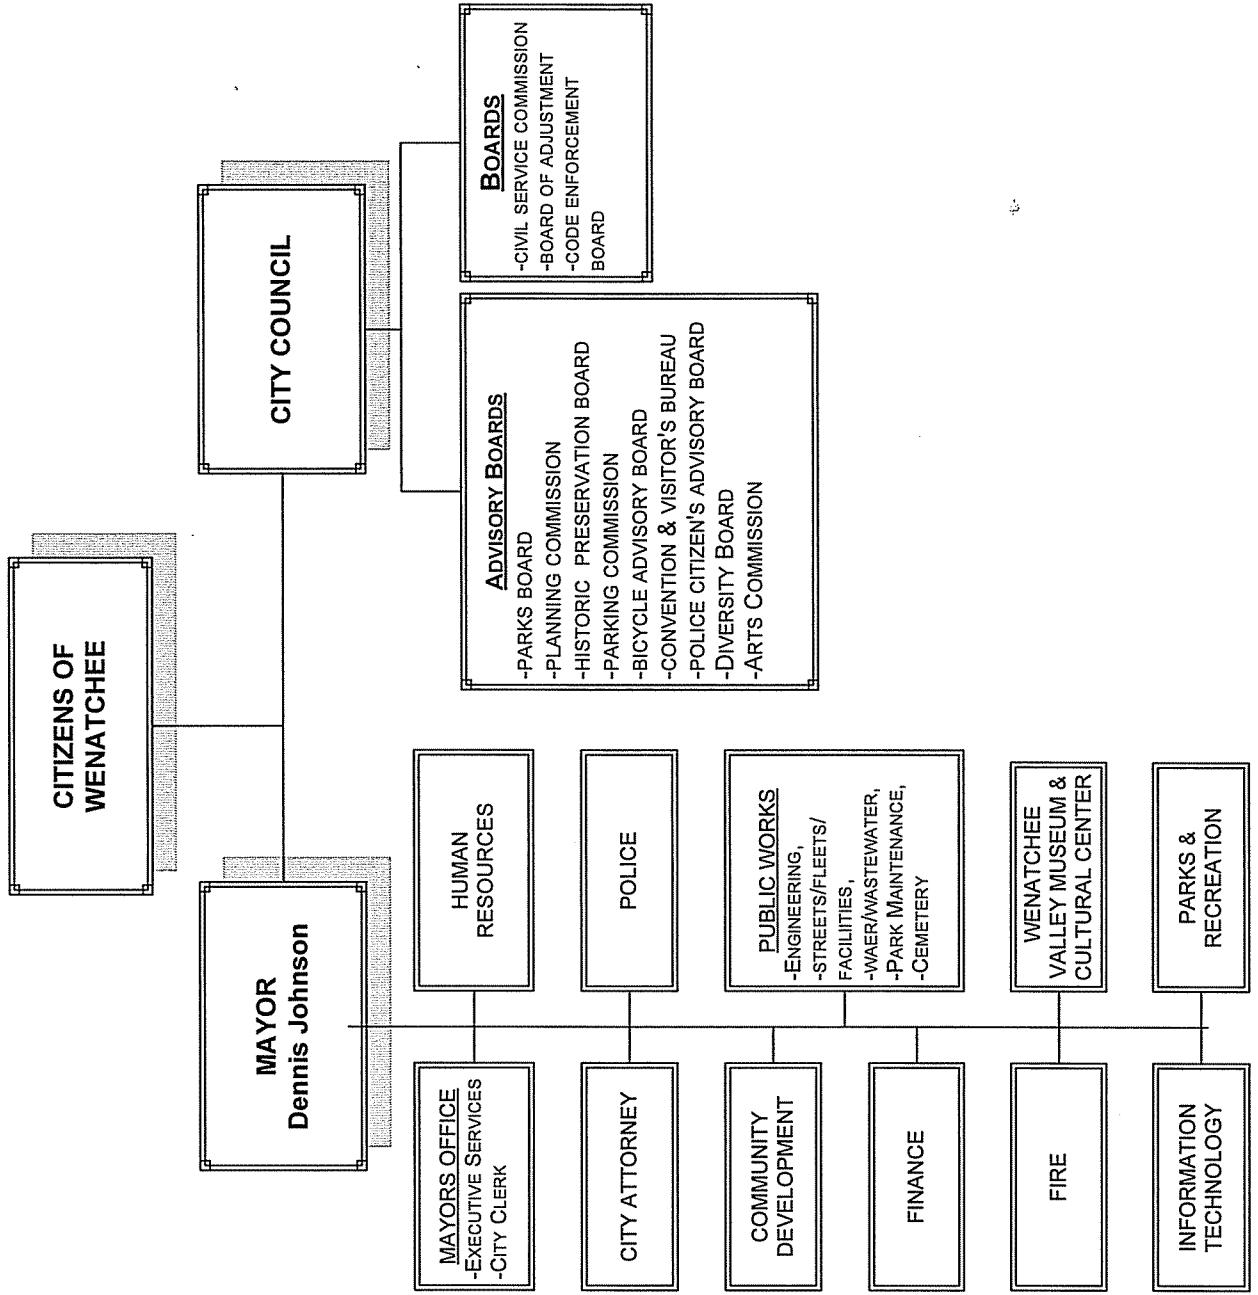 CITIZENS OF
WENATCHEE
MAYOR
Dennis Johnson
CITY COUNCIL
MAYORS OFFICE
-EXECUTIVE SERVICES
-CITY CLERK
HUMAN
RESOURCES
CITY ATTORNEY
POLICE
COMMUNITY
DEVELOPMENT
PUBLIC WORKS
-ENGINEERING,
-STREETS/FLEETS/
FACILIITIES,
-WAER/WASTEWATER,
-PARK MAINTENANCE,
-CEMETERY
FINANCE
FIRE
WENATCHEE
VALLEY MUSEUM &
CULTURAL CENTER
INFORMATION
TECHNOLOGY
PARKS &
RECREATION
ADVISORY BOARDS
-PARKS BOARD
-PLANNING COMMISSION
-HISTORIC PRESERVATION BOARD
-PARKING COMMISSION
-BICYCLE ADVISORY BOARD
-CONVENTION & VISITOR'S BUREAU
-POLICE CITIZEN'S ADVISORY BOARD
-DIVERSITY BOARD
-ARTS COMMISSION
BOARDS
-CIVIL SERVICE COMMISSION
-BOARD OF ADJUSTMENT
-CODE ENFORCEMENT
BOARD